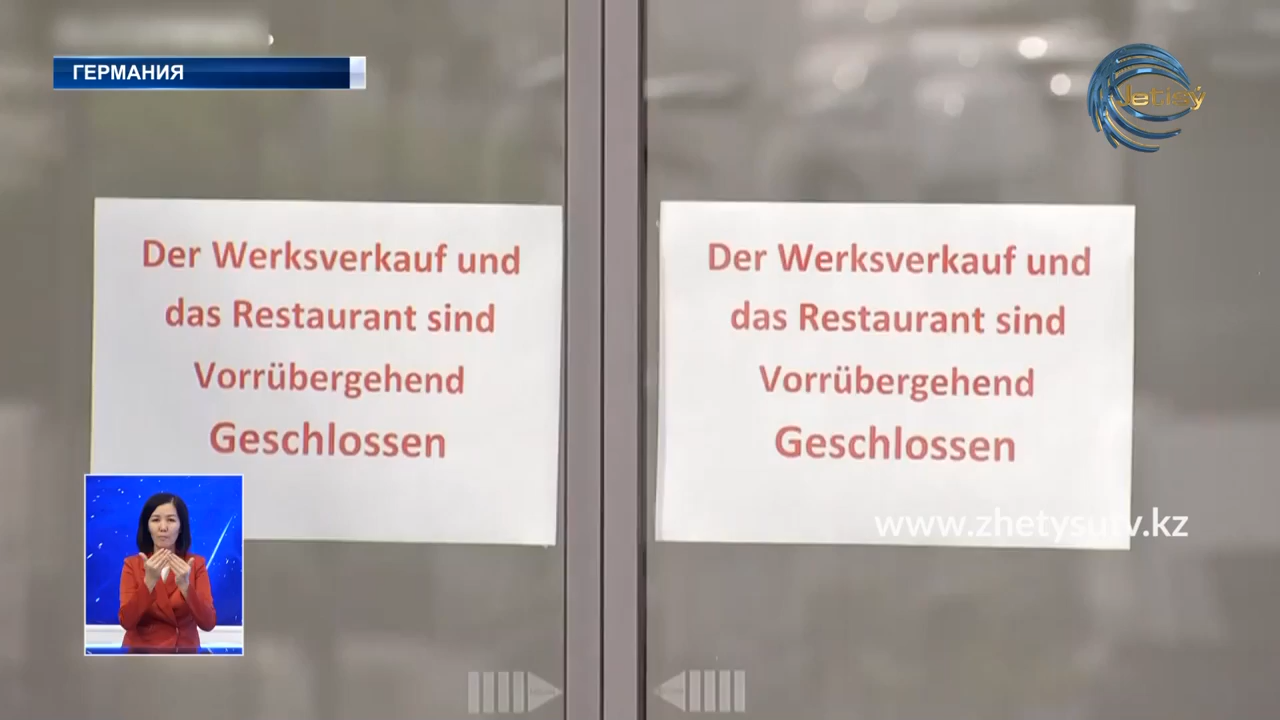 ГЕРМАНИЯ
Jetisý
Der Werksverkauf und
das Restaurant sind
Vorrübergehend
Geschlossen
Der Werksverkauf und
das Restaurant sind
Vorrübergehend
Geschlossen
www.zhetysutv.kz